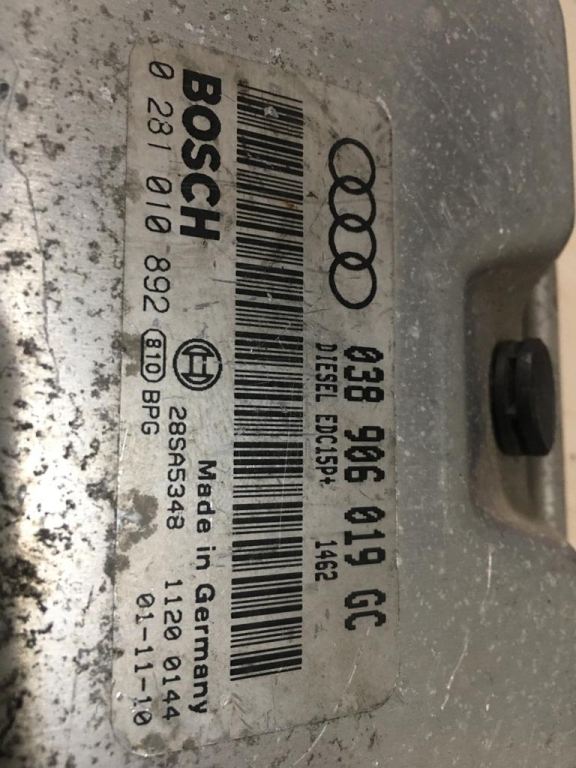 038 906 019 GC
DIESEL EDC15P+ 1462
BOSCH
0 281 010 892 810 BPG
28SA5348
Made in Germany
1120 0144
01-11-10